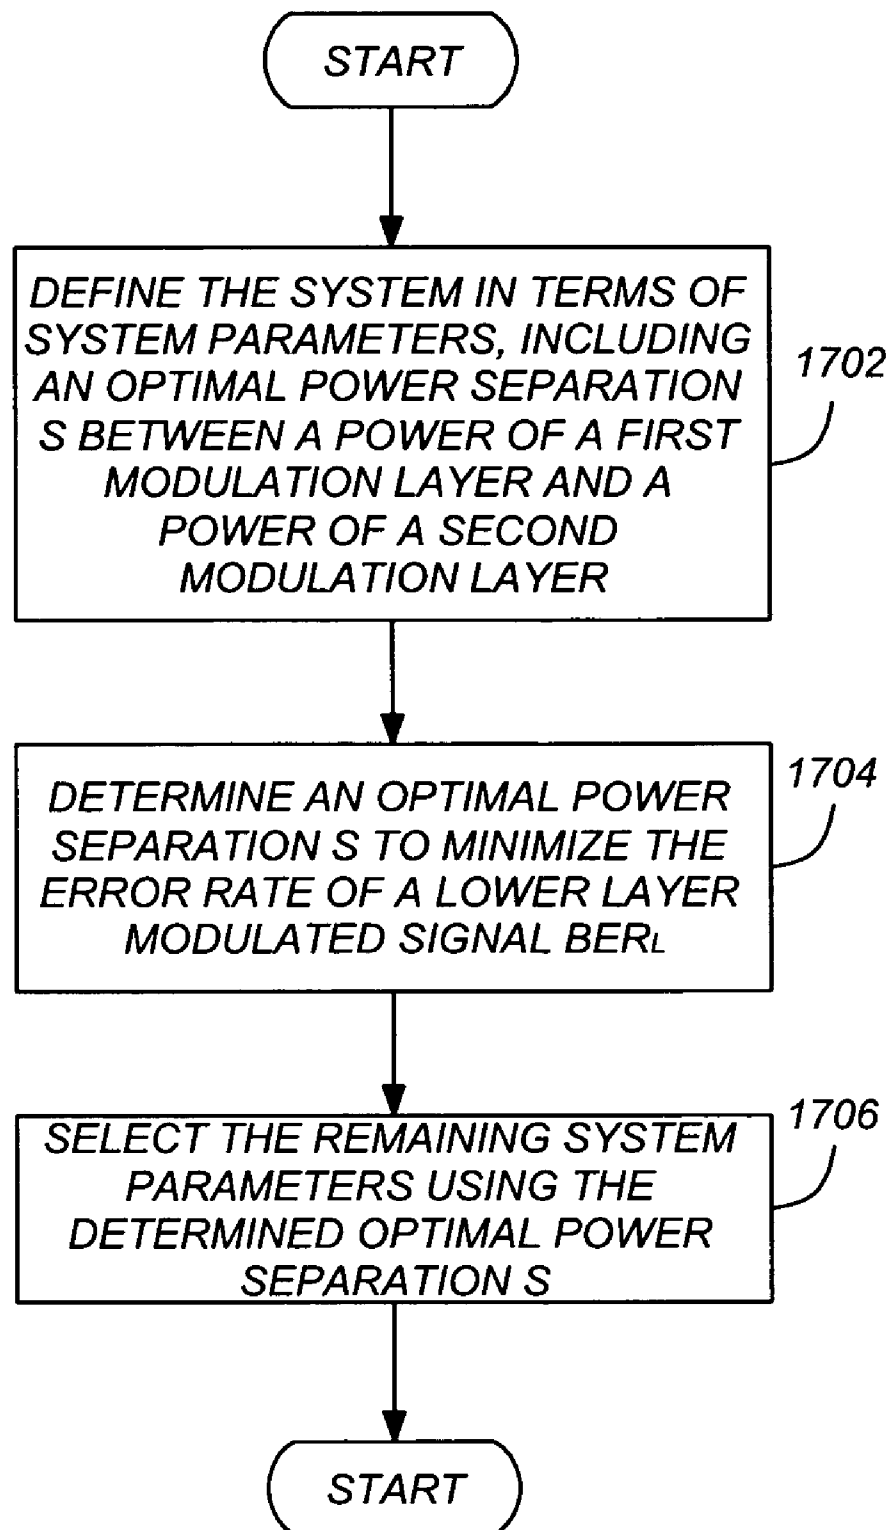 START
DEFINE THE SYSTEM IN TERMS OF
SYSTEM PARAMETERS, INCLUDING
AN OPTIMAL POWER SEPARATION
S BETWEEN A POWER OF A FIRST
MODULATION LAYER AND A
POWER OF A SECOND
MODULATION LAYER
1702
DETERMINE AN OPTIMAL POWER
SEPARATION S TO MINIMIZE THE
ERROR RATE OF A LOWER LAYER
MODULATED SIGNAL BERL
1704
SELECT THE REMAINING SYSTEM
PARAMETERS USING THE
DETERMINED OPTIMAL POWER
SEPARATION S
1706
START